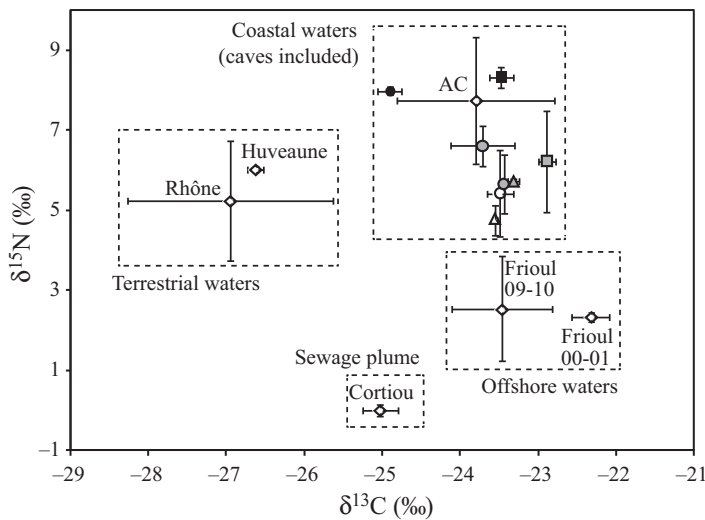 9
7
5
3
1
–1
δ¹⁵N (‰)
Coastal waters
(caves included)
AC
Huveaune
Rhône
Terrestrial waters
Frioul
09-10
Frioul
00-01
Offshore waters
Sewage plume
Cortiou
–29 –28 –27 –26 –25 –24 –23 –22 –21
δ¹³C (‰)